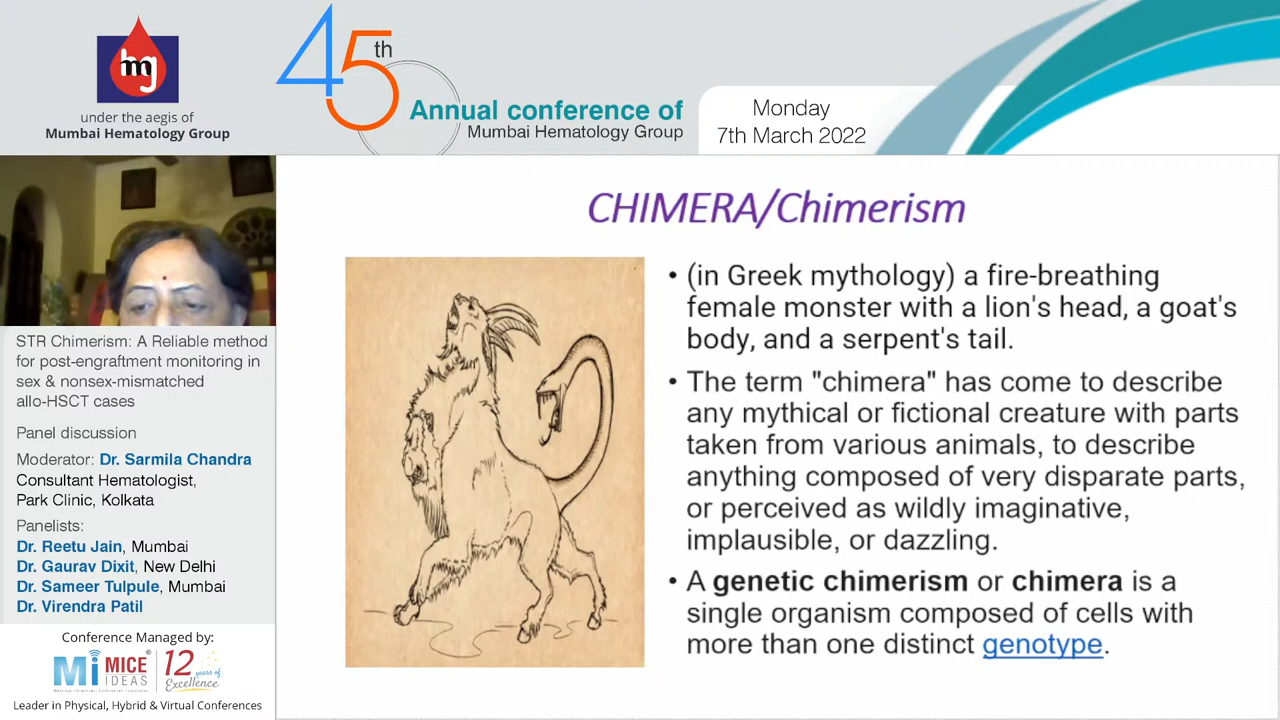 hmg
under the aegis of
Mumbai Hematology Group
45th
Annual conference of
Mumbai Hematology Group
Monday
7th March 2022
STR Chimerism: A Reliable method
for post-engraftment monitoring in
sex & nonsex-mismatched
allo-HSCT cases
Panel discussion
Moderator: Dr. Sarmila Chandra
Consultant Hematologist,
Park Clinic, Kolkata
Panelists:
Dr. Reetu Jain, Mumbai
Dr. Gaurav Dixit, New Delhi
Dr. Sameer Tulpule, Mumbai
Dr. Virendra Patil
Conference Managed by:
Mi MICE IDEAS
12 years of Excellence
Leader in Physical, Hybrid & Virtual Conferences
CHIMERA/Chimerism
• (in Greek mythology) a fire-breathing
female monster with a lion's head, a goat's
body, and a serpent's tail.
• The term "chimera" has come to describe
any mythical or fictional creature with parts
taken from various animals, to describe
anything composed of very disparate parts,
or perceived as wildly imaginative,
implausible, or dazzling.
• A genetic chimerism or chimera is a
single organism composed of cells with
more than one distinct genotype.